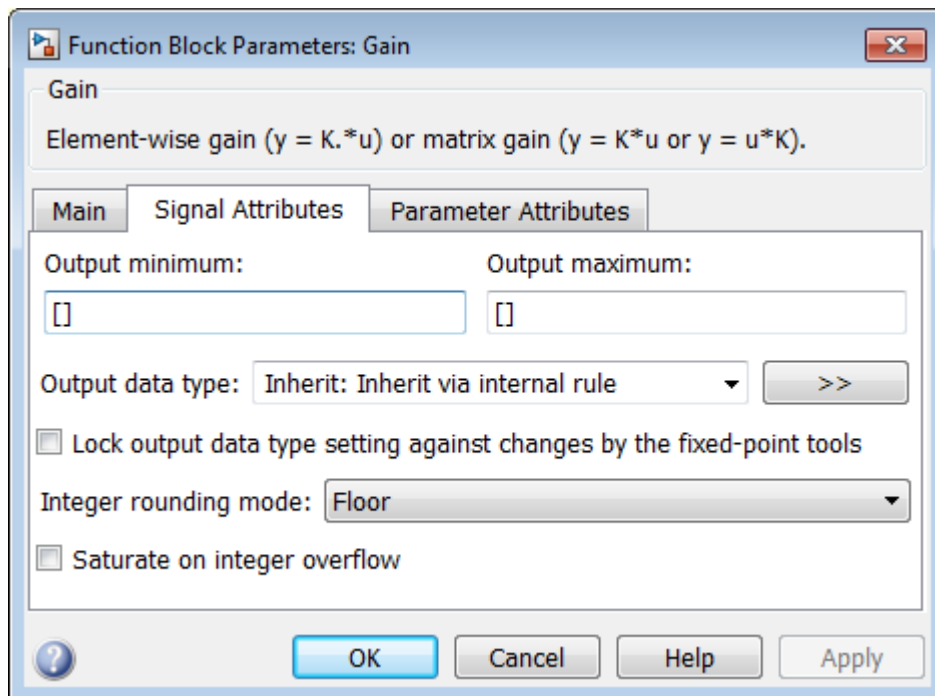 Function Block Parameters: Gain
Gain
Element-wise gain (y = K.*u) or matrix gain (y = K*u or y = u*K).
Main Signal Attributes Parameter Attributes
Output minimum: Output maximum:
[] []
Output data type: Inherit: Inherit via internal rule >>
Lock output data type setting against changes by the fixed-point tools
Integer rounding mode: Floor
Saturate on integer overflow
? OK Cancel Help Apply